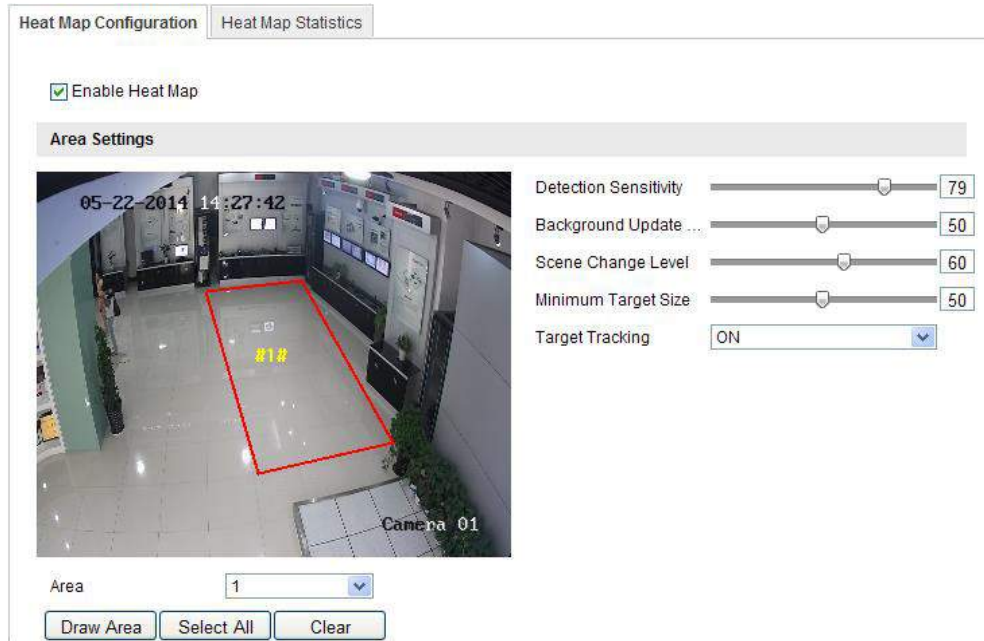 Heat Map Configuration Heat Map Statistics
Enable Heat Map
Area Settings
05-22-2014 14:27:42
#1#
Camera 01
Detection Sensitivity 79
Background Update ... 50
Scene Change Level 60
Minimum Target Size 50
Target Tracking ON
Area 1
Draw Area Select All Clear